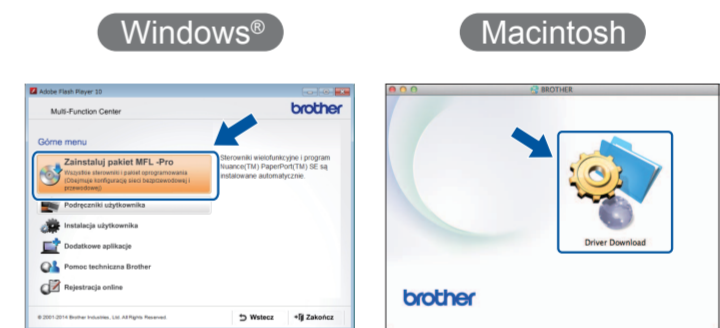 Windows®
Macintosh
Adobe Flash Player 10
Multi-Function Center
brother
Górne menu
Zainstaluj pakiet MFL -Pro
Wszystkie sterowniki i pakiet oprogramowania
(Obejmuje konfigurację sieci bezprzewodowej i
przewodowej)
Sterowniki wielofunkcyjne i program
Nuance(TM) PaperPort(TM) SE są
instalowane automatycznie.
Podręczniki użytkownika
Instalacja użytkownika
Dodatkowe aplikacje
Pomoc techniczna Brother
Rejestracja online
© 2001-2014 Brother Industries, Ltd. All Rights Reserved.
Wstecz
Zakończ
BROTHER
Driver Download
brother